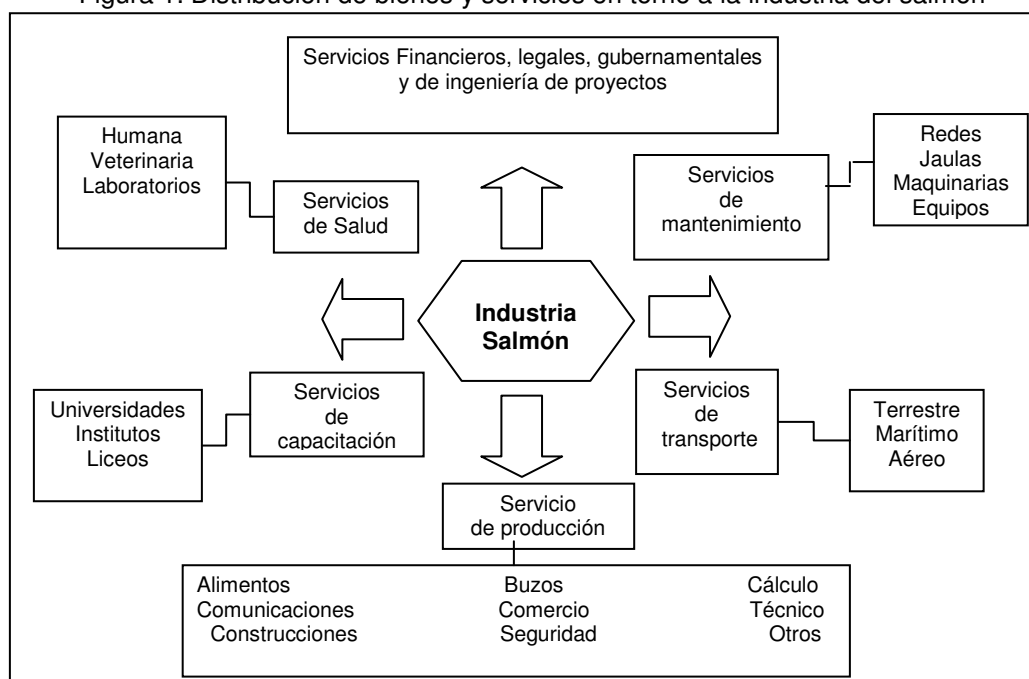 Figura 1. Distribución de bienes y servicios en torno a la industria del salmón
Servicios Financieros, legales, gubernamentales
y de ingeniería de proyectos
Humana
Veterinaria
Laboratorios
Servicios
de Salud
Servicios
de
mantenimiento
Redes
Jaulas
Maquinarias
Equipos
Industria
Salmón
Universidades
Institutos
Liceos
Servicios
de
capacitación
Servicios
de
transporte
Terrestre
Marítimo
Aéreo
Servicio
de producción
Alimentos Buzos Cálculo
Comunicaciones Comercio Técnico
Construcciones Seguridad Otros